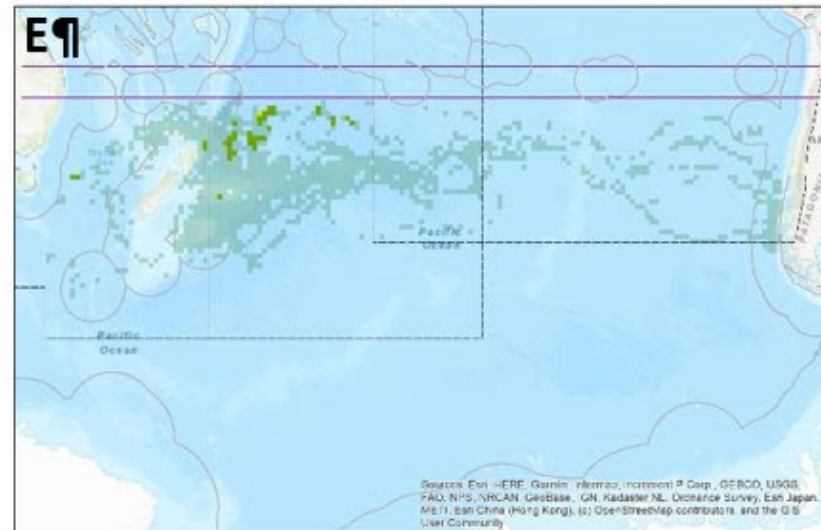 E¶
PATAGONIA
Pacific
Ocean
Pacific
Ocean
Sources: Esri, HERE, Garmin, Intermap, increment P Corp., GEBCO, USGS,
FAO, NPS, NRCAN, GeoBase, IGN, Kadaster NL, Ordnance Survey, Esri Japan,
METI, Esri China (Hong Kong), (c) OpenStreetMap contributors, and the GIS
User Community